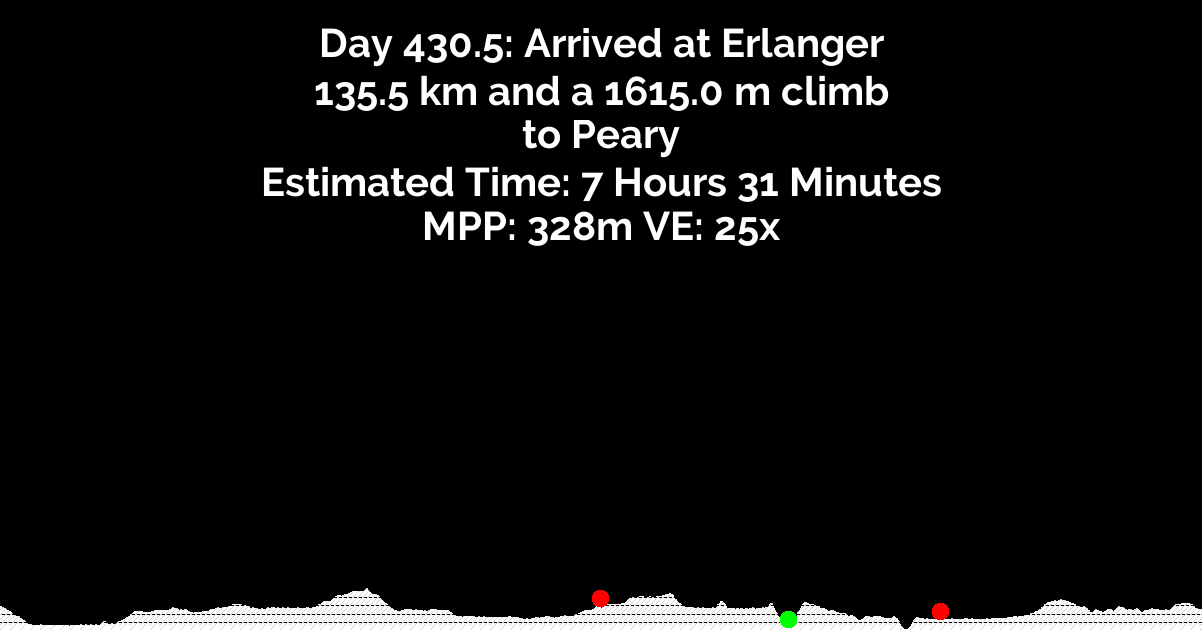 Day 430.5: Arrived at Erlanger
135.5 km and a 1615.0 m climb
to Peary
Estimated Time: 7 Hours 31 Minutes
MPP: 328m VE: 25x